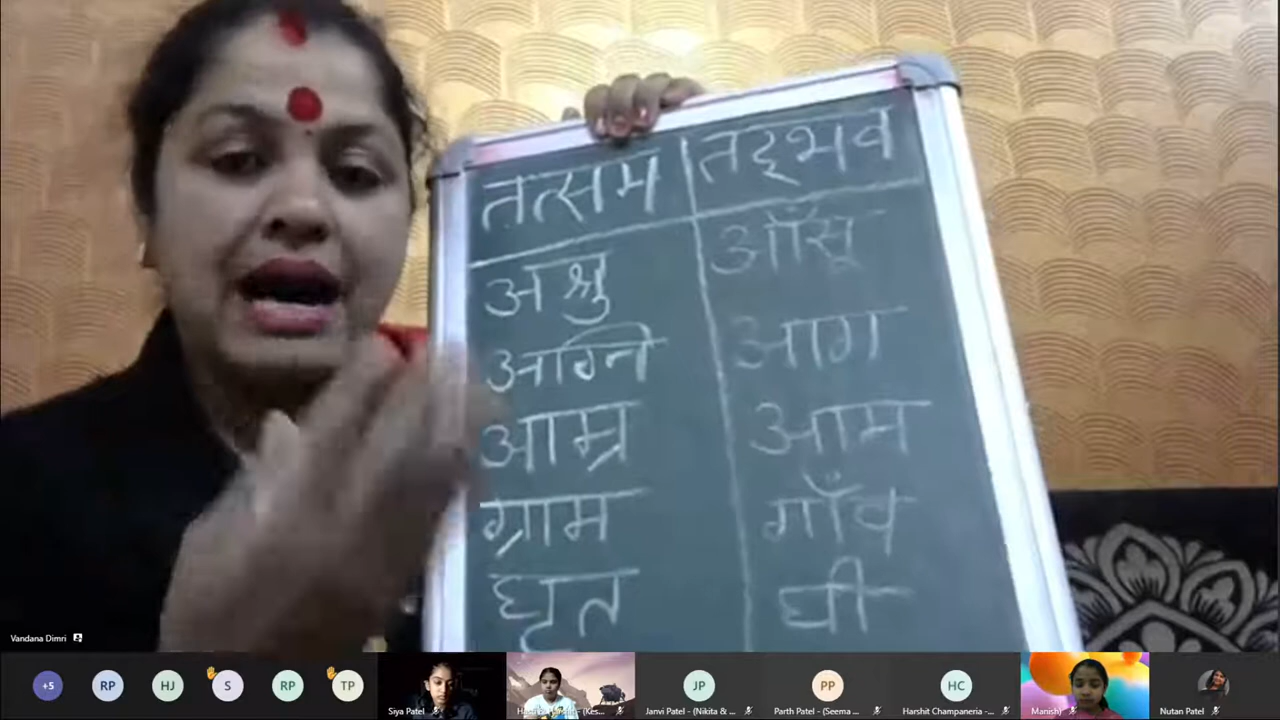 तत्सम तद्भव
अश्रु आँसू
अग्नि आग
आम्र आम
ग्राम गाँव
घृत घी
Vandana Dimri
+5 RP HJ S RP TP JP PP HC
Siya Patel Janvi Patel - (Nikita & ... Parth Patel - (Seema ... Harshit Champaneria -... Manish) Nutan Patel